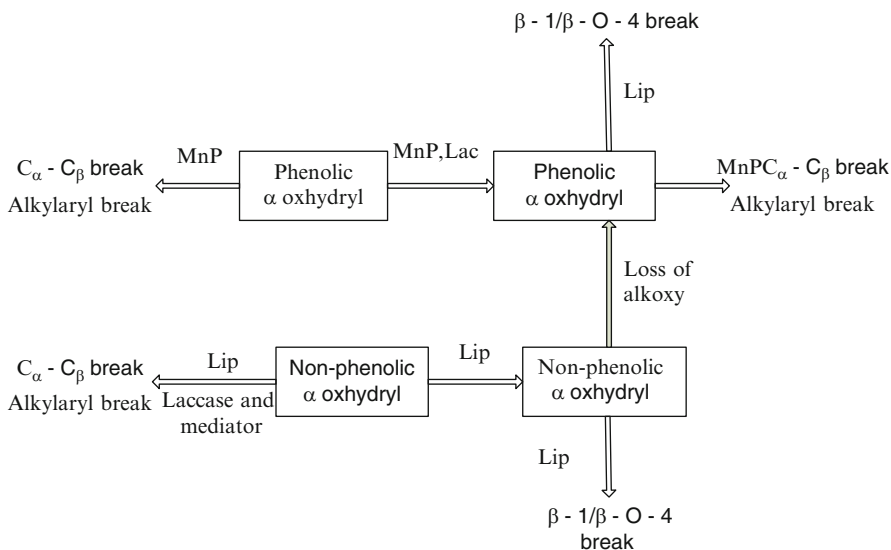 β - 1/β - O - 4 break
Lip
Cα - Cβ break
Alkylaryl break
MnP
Phenolic
α oxhydryl
MnP,Lac
Phenolic
α oxhydryl
MnPCα - Cβ break
Alkylaryl break
Loss of
alkoxy
Cα - Cβ break
Alkylaryl break
Lip
Laccase and
mediator
Non-phenolic
α oxhydryl
Lip
Non-phenolic
α oxhydryl
Lip
β - 1/β - O - 4
break